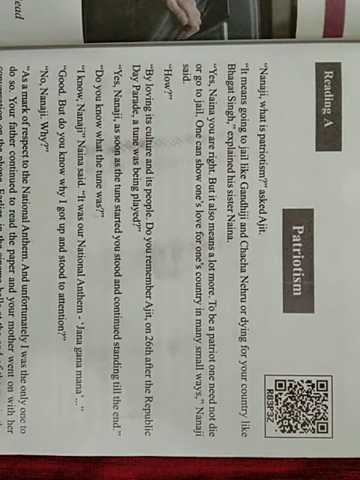 ead
Reading A
Patriotism
K83P3Z
"Nanaji, what is patriotism?" asked Ajit.
"It means going to jail like Gandhiji and Chacha Nehru or dying for your country like
Bhagat Singh," explained his sister Naina.
"Yes, Naina you are right. But it also means a lot more. To be a patriot one need not die
or go to jail. One can show one's love for one's country in many small ways," Nanaji
said.
"How?"
"By loving its culture and its people. Do you remember Ajit, on 26th after the Republic
Day Parade, a tune was being played?"
"Yes, Nanaji, as soon as the tune started you stood and continued standing till the end."
"Do you know what the tune was?"
"I know, Nanaji" Naina said. "It was our National Anthem - 'Jana gana mana' ... "
"Good. But do you know why I got up and stood to attention?"
"No, Nanaji. Why?"
"As a mark of respect to the National Anthem. And unfortunately I was the only one to
do so. Your father continued to read the paper and your mother went on with her